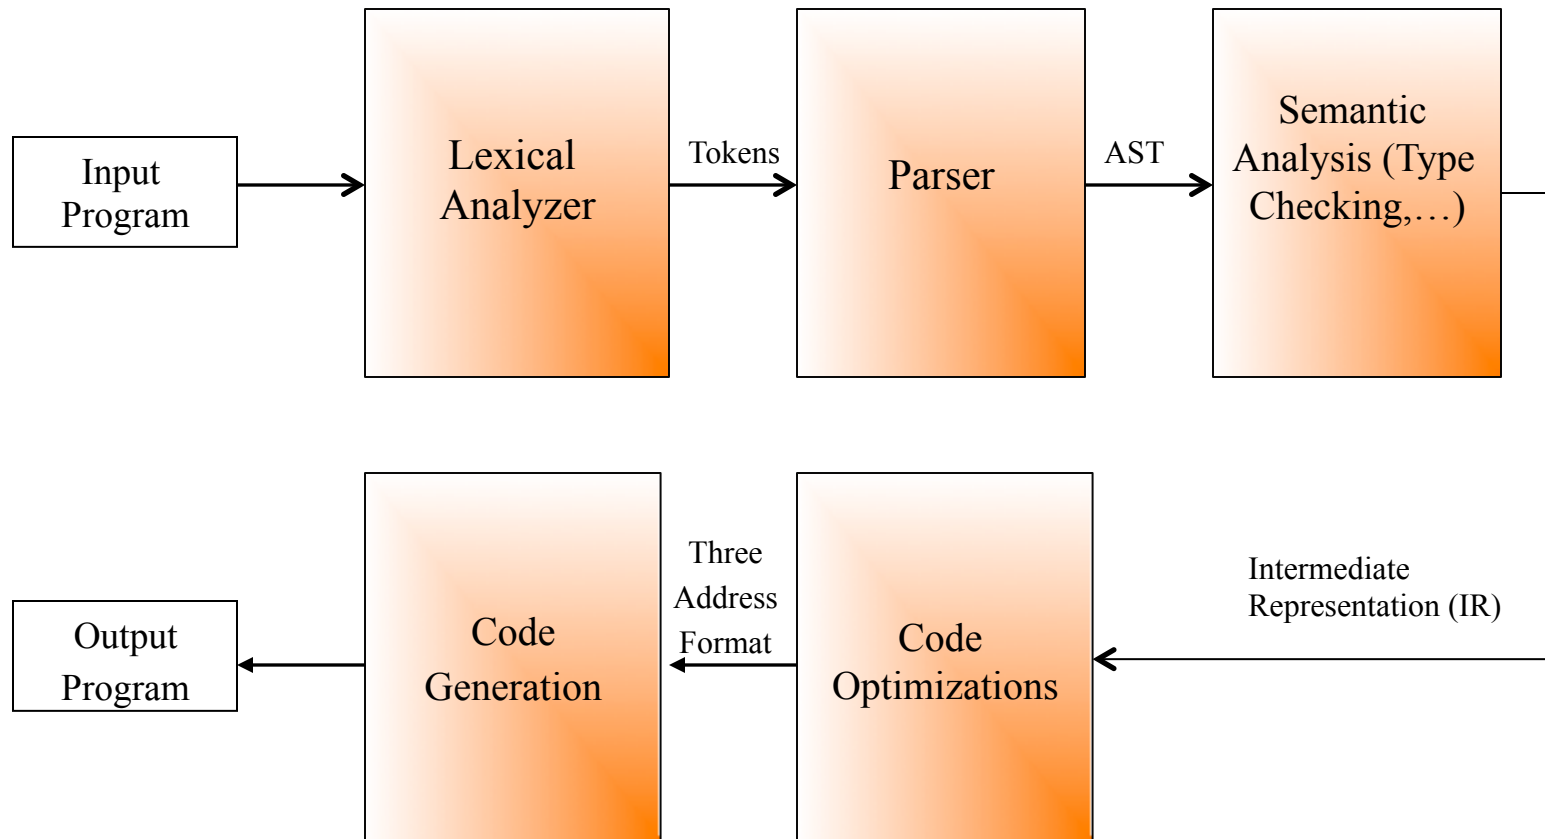 Input
Program
Lexical
Analyzer
Tokens
Parser
AST
Semantic
Analysis (Type
Checking,…)
Intermediate
Representation (IR)
Code
Optimizations
Three
Address
Format
Code
Generation
Output
Program